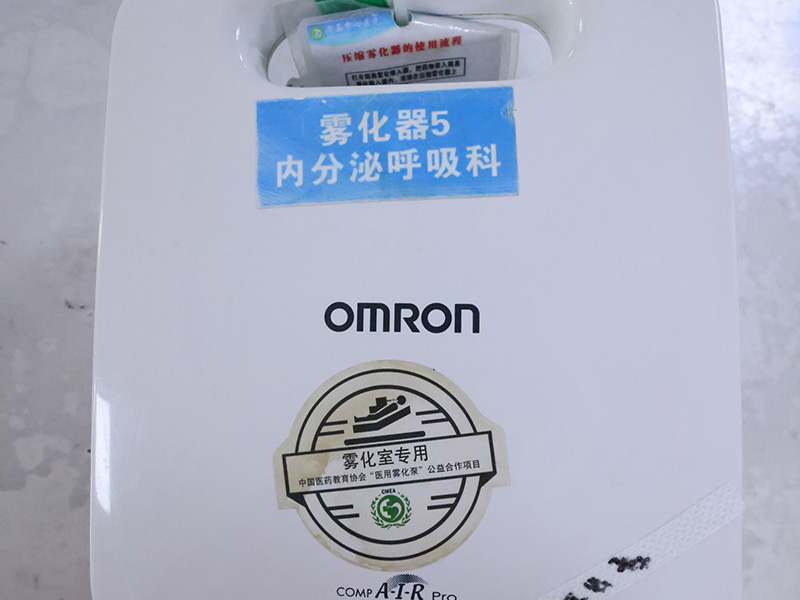 压缩雾化器的使用流程
雾化器5
内分泌呼吸科
OMRON
雾化室专用
中国医药教育协会“医用雾化泵”公益合作项目
CMEA
COMP A-I-R Pro